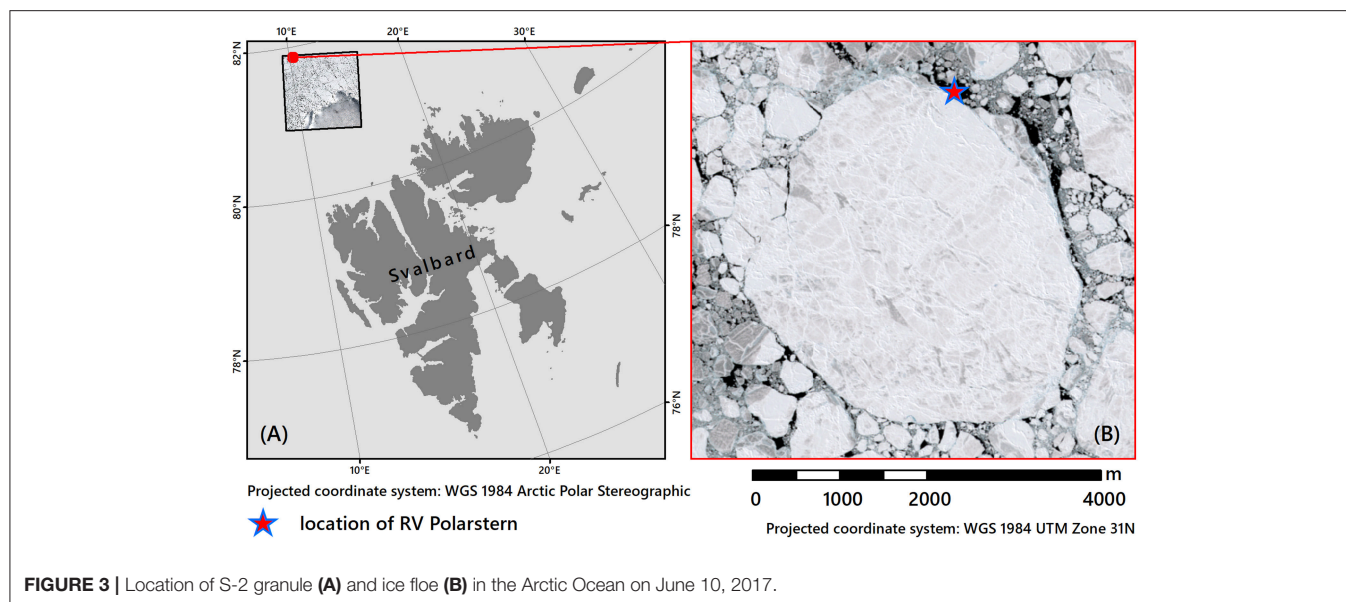 10°E 20°E 30°E
82°N
80°N
78°N
78°N
76°N
Svalbard
(A)
(B)
10°E 20°E
m
0 1000 2000 4000
Projected coordinate system: WGS 1984 Arctic Polar Stereographic
location of RV Polarstern
Projected coordinate system: WGS 1984 UTM Zone 31N
FIGURE 3 | Location of S-2 granule (A) and ice floe (B) in the Arctic Ocean on June 10, 2017.